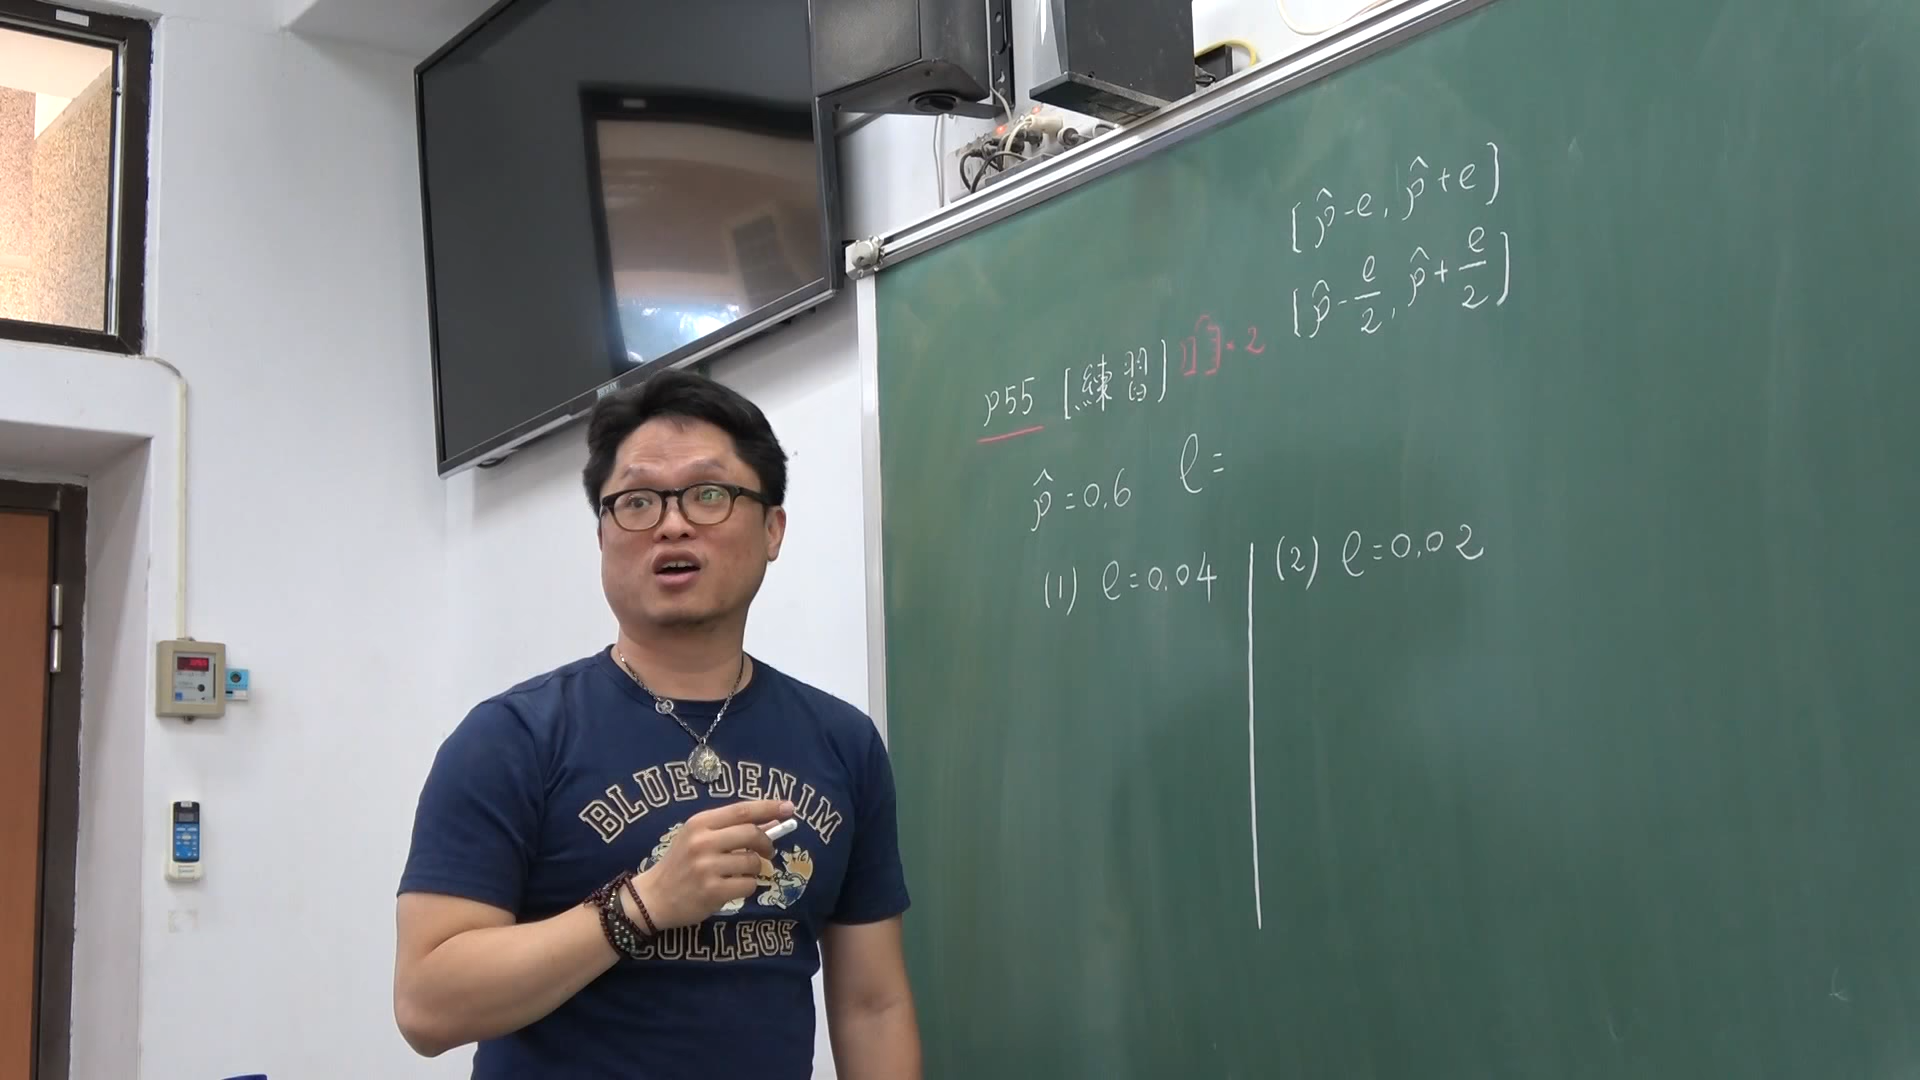 [p̂-e, p̂+e]
[p̂-e/2, p̂+e/2]
p55 [練習]
p̂=0.6 ℓ=
(1) e=0.04
(2) e=0.02
BLUE DENIM
COLLEGE